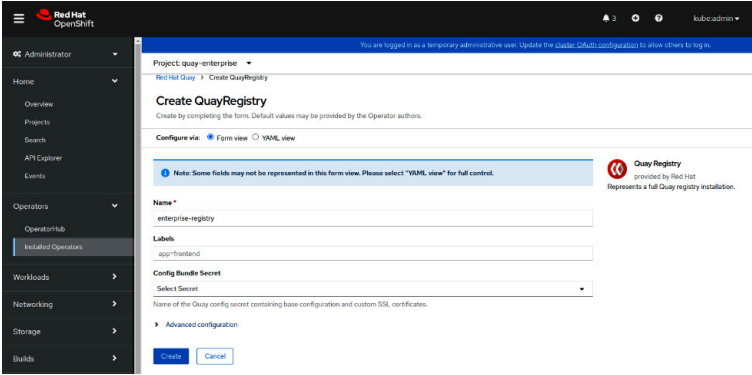 Red Hat
OpenShift
3
kube:admin
Administrator
Home
Overview
Projects
Search
API Explorer
Events
Operators
OperatorHub
Installed Operators
Workloads
Networking
Storage
Builds
You are logged in as a temporary administrative user. Update the cluster OAuth configuration to allow others to log in.
Project: quay-enterprise
Red Hat Quay > Create QuayRegistry
Create QuayRegistry
Create by completing the form. Default values may be provided by the Operator authors.
Configure via: Form view YAML view
Note: Some fields may not be represented in this form view. Please select "YAML view" for full control.
Name *
enterprise-registry
Labels
app=frontend
Config Bundle Secret
Select Secret
Name of the Quay config secret containing base configuration and custom SSL certificates.
Advanced configuration
Create Cancel
Quay Registry
provided by Red Hat
Represents a full Quay registry installation.